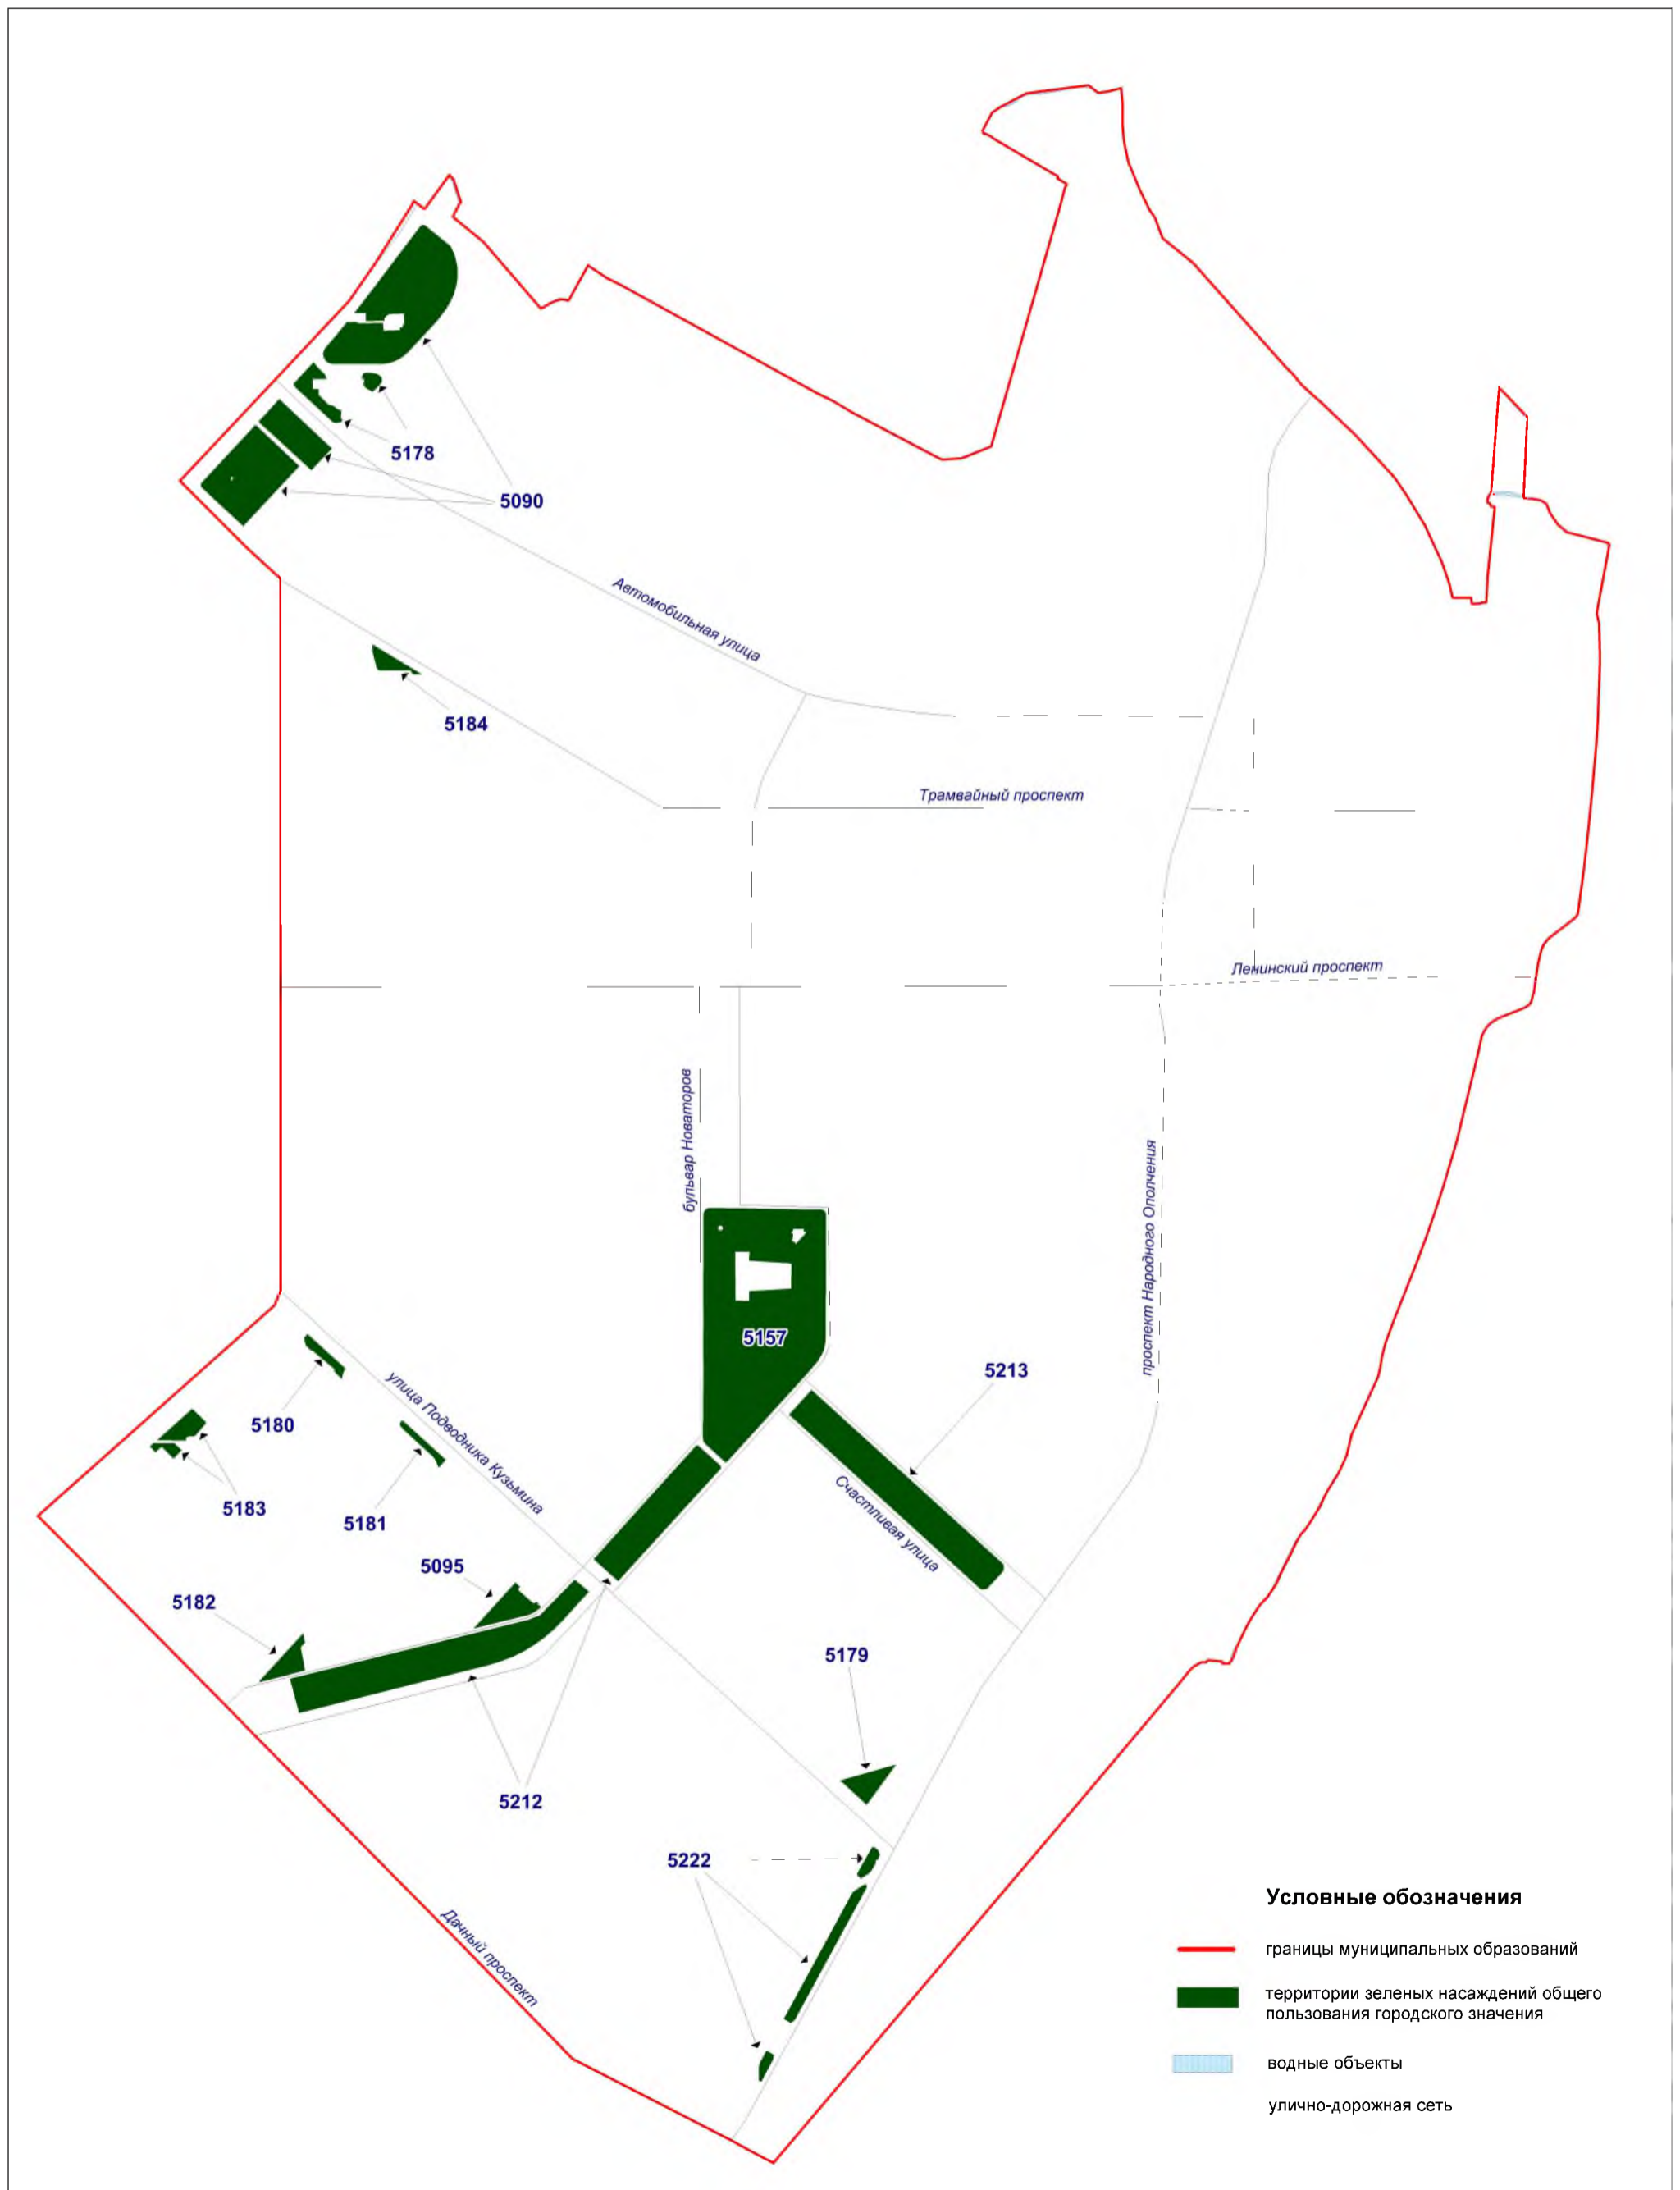 5178
5090
Автомобильная улица
5184
Трамвайный проспект
Ленинский проспект
бульвар Новаторов
проспект Народного Ополчения
5157
5213
5180
улица Подводника Кузьмина
5183
5181
Счастливая улица
5095
5182
5179
5212
5222
Дачный проспект
Условные обозначения
границы муниципальных образований
территории зеленых насаждений общего
пользования городского значения
водные объекты
улично-дорожная сеть